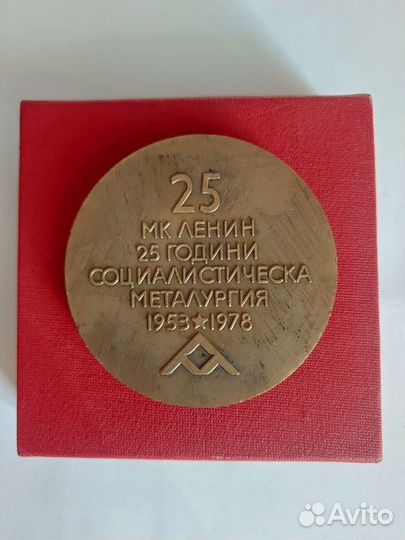 25
МК ЛЕНИН
25 ГОДИНИ
СОЦИАЛИСТИЧЕСКА
МЕТАЛУРГИЯ
1953★1978
Avito